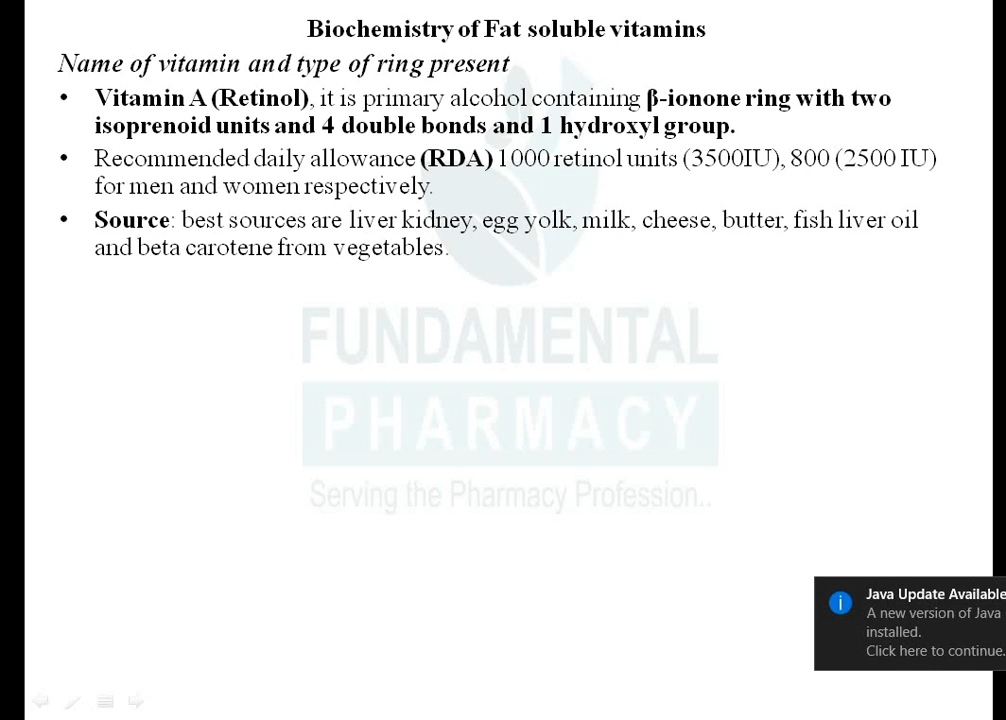 Biochemistry of Fat soluble vitamins
Name of vitamin and type of ring present
• Vitamin A (Retinol), it is primary alcohol containing β-ionone ring with two
isoprenoid units and 4 double bonds and 1 hydroxyl group.
• Recommended daily allowance (RDA) 1000 retinol units (3500IU), 800 (2500 IU)
for men and women respectively.
• Source: best sources are liver kidney, egg yolk, milk, cheese, butter, fish liver oil
and beta carotene from vegetables.
FUNDAMENTAL
PHARMACY
Serving the Pharmacy Profession..
Java Update Available
A new version of Java
installed.
Click here to continue.